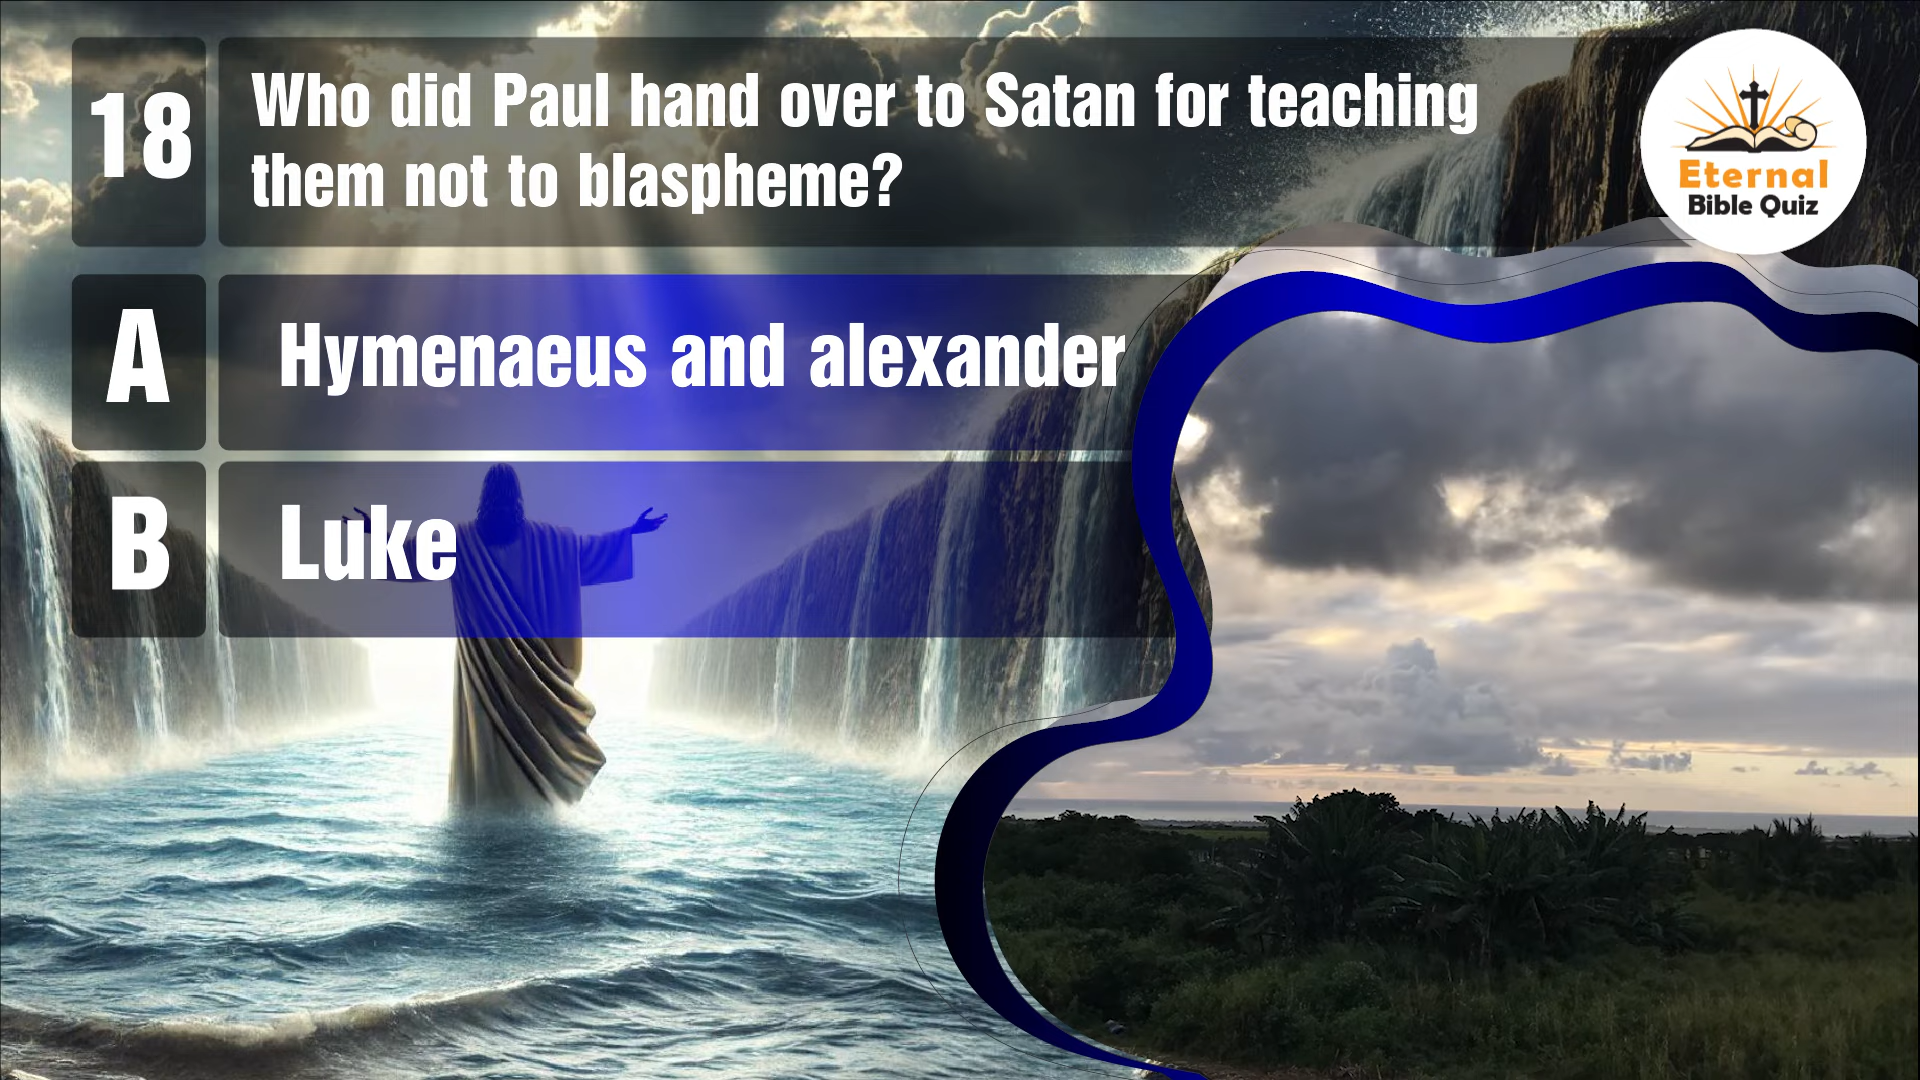 18
Who did Paul hand over to Satan for teaching
them not to blaspheme?
Eternal
Bible Quiz
A
Hymenaeus and alexander
B
Luke